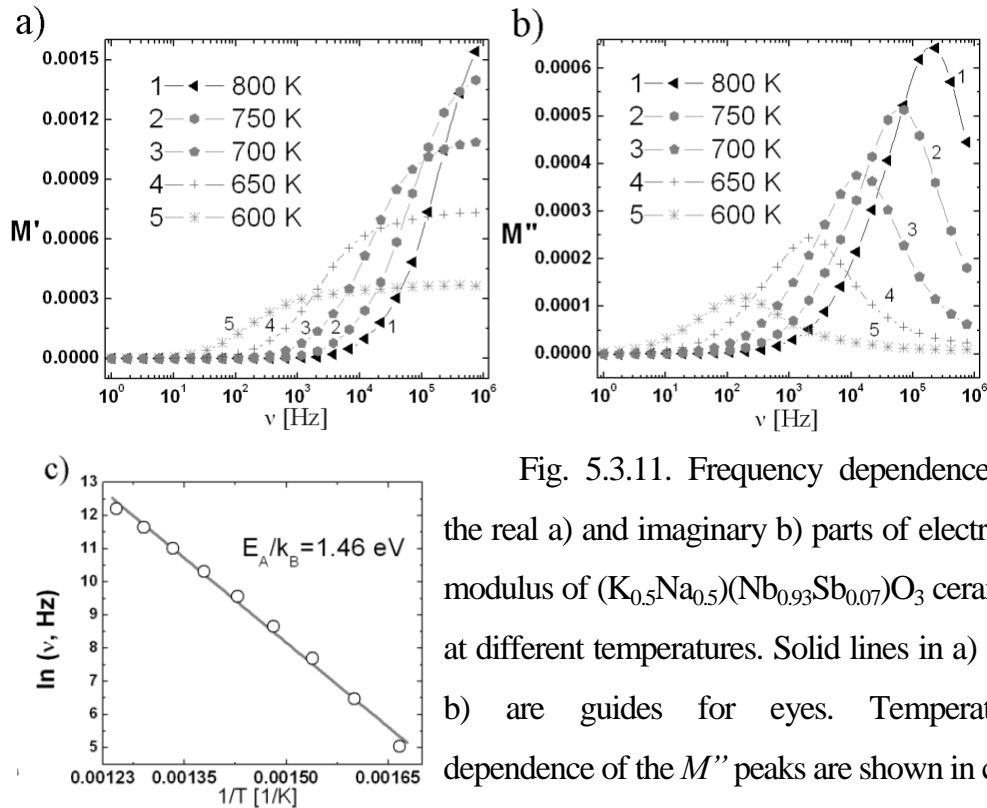 a)
0.0015
0.0012
0.0009
M'
0.0006
0.0003
0.0000
1 800 K
2 750 K
3 700 K
4 650 K
5 600 K
5 4 3 2 1
10⁰ 10¹ 10² 10³ 10⁴ 10⁵ 10⁶
ν [Hz]
b)
0.0006
0.0005
0.0004
0.0003
M"
0.0002
0.0001
0.0000
1 800 K
2 750 K
3 700 K
4 650 K
5 600 K
1
2
3
4
5
10⁰ 10¹ 10² 10³ 10⁴ 10⁵ 10⁶
ν [Hz]
c)
13
12
11
10
9
8
7
6
5
ln (ν, Hz)
E_A/k_B=1.46 eV
0.00123 0.00135 0.00150 0.00165
1/T [1/K]
Fig. 5.3.11. Frequency dependence
the real a) and imaginary b) parts of electr
modulus of (K₀.₅Na₀.₅)(Nb₀.₉₃Sb₀.₀₇)O₃ cera
at different temperatures. Solid lines in a)
b) are guides for eyes. Temperat
dependence of the M" peaks are shown in c